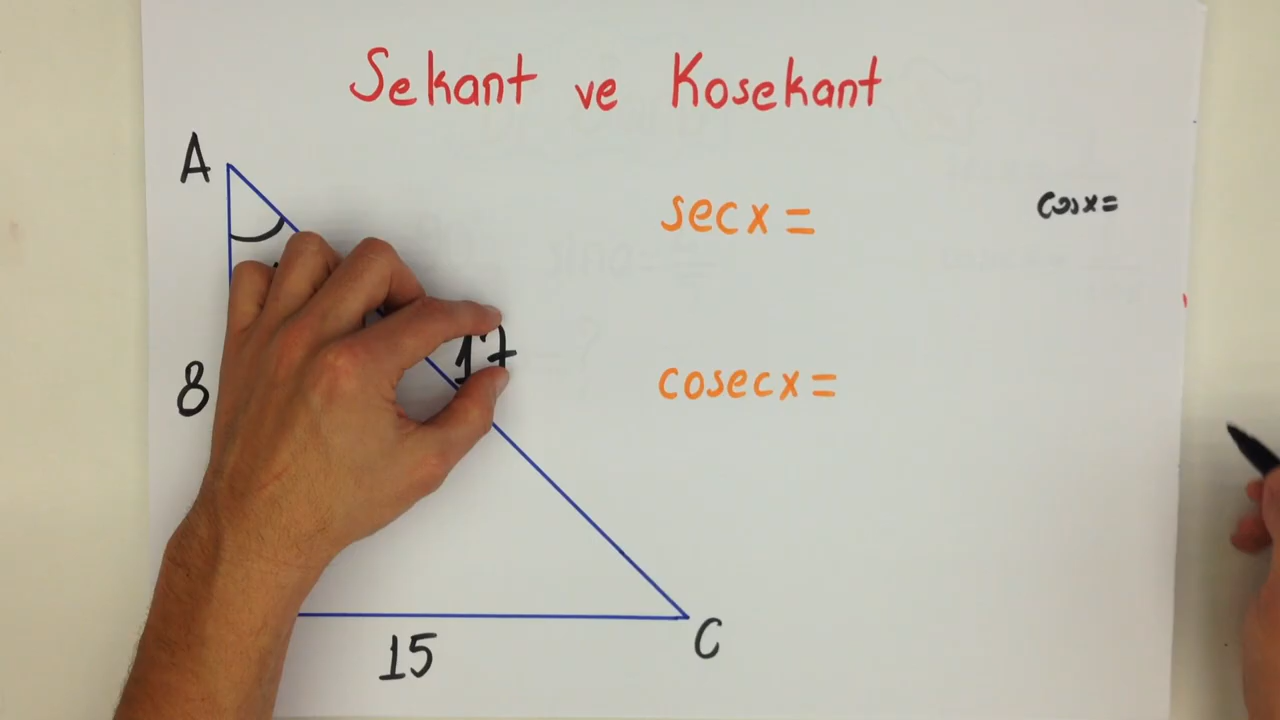 Sekant ve Kosekant
A
secx =
cosx =
17
8
cosecx =
15
C